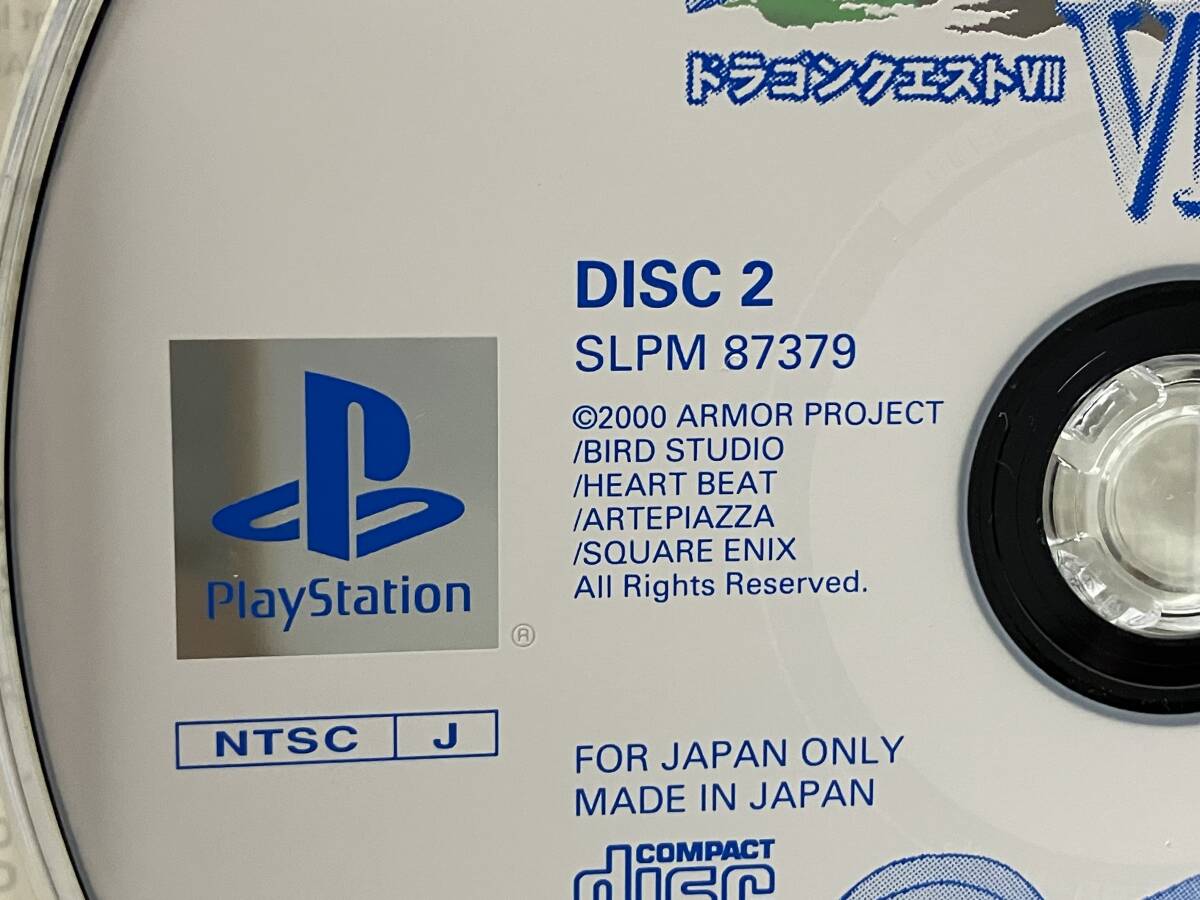 ドラゴンクエストVII
DISC 2
SLPM 87379
©2000 ARMOR PROJECT
/BIRD STUDIO
/HEART BEAT
/ARTEPIAZZA
/SQUARE ENIX
All Rights Reserved.
PlayStation
®
NTSC J
FOR JAPAN ONLY
MADE IN JAPAN
COMPACT
disc